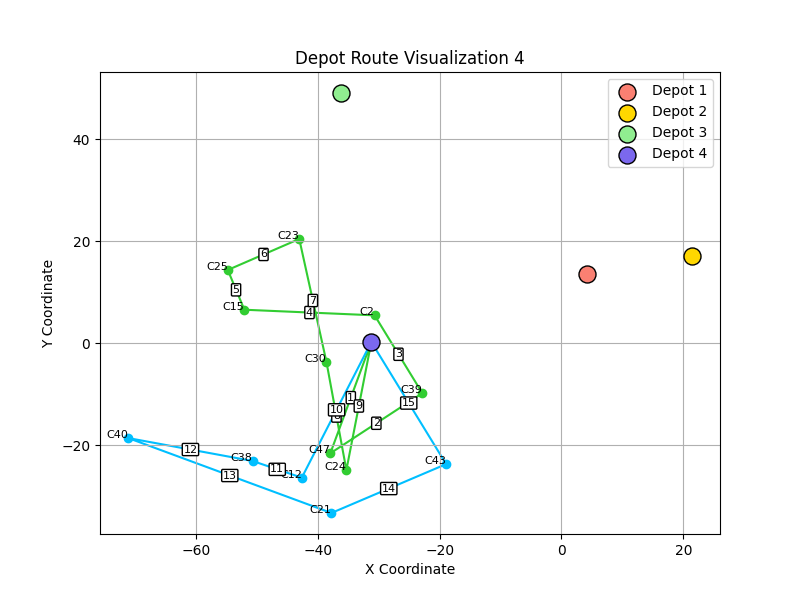 Depot Route Visualization 4
Depot 1
Depot 2
Depot 3
Depot 4
Y Coordinate
40
20
0
−20
C23
6
C25
5
C15
7
4
C2
3
C30
C39
1
10
9
15
2
C40
12
C47
C38
11
C24
C12
C43
13
14
C21
−60
−40
−20
0
20
X Coordinate